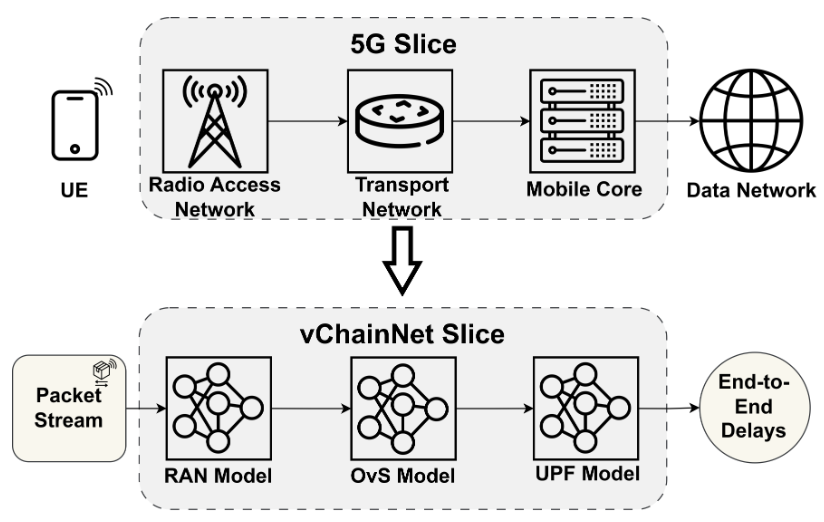 5G Slice
UE
Radio Access
Network
Transport
Network
Mobile Core
Data Network
vChainNet Slice
Packet
Stream
RAN Model
OvS Model
UPF Model
End-to-
End
Delays